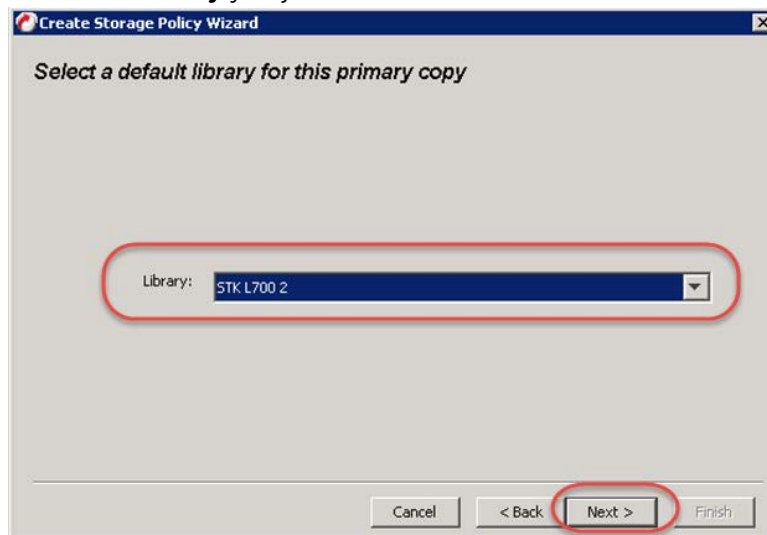 Create Storage Policy Wizard
Select a default library for this primary copy
Library: STK L700 2
Cancel < Back Next > Finish